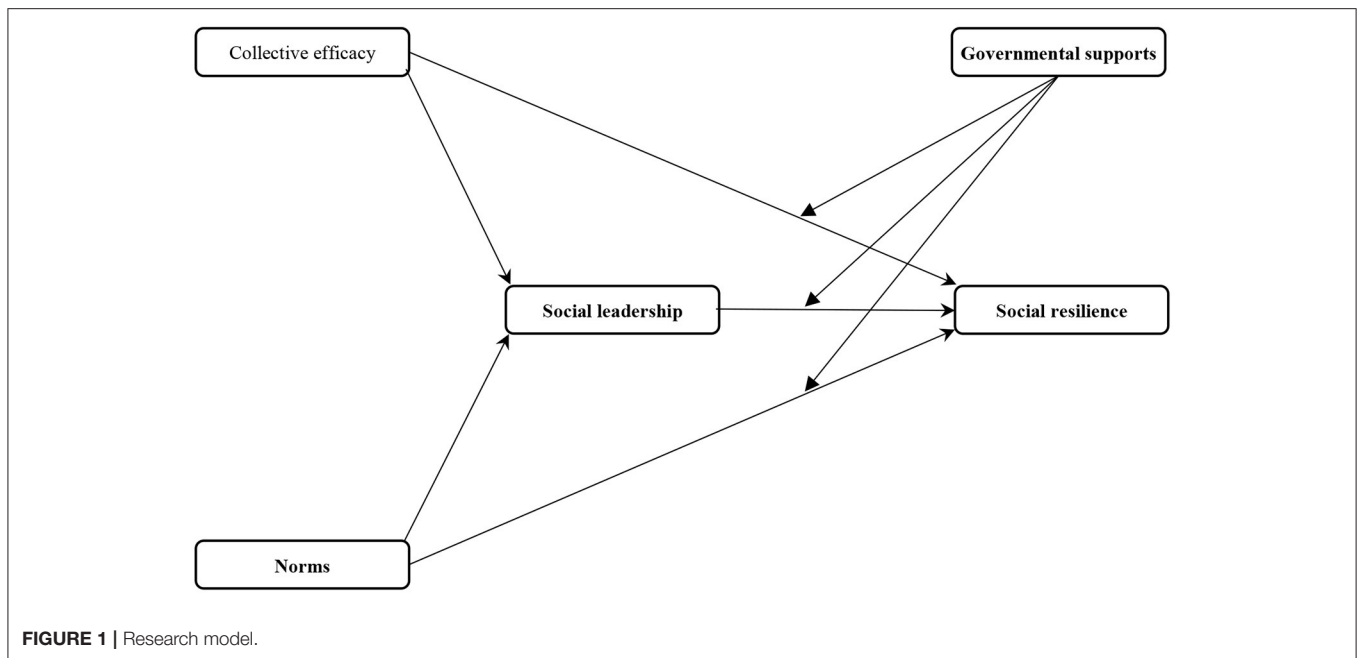 Collective efficacy
Governmental supports
Social leadership
Social resilience
Norms
FIGURE 1 | Research model.